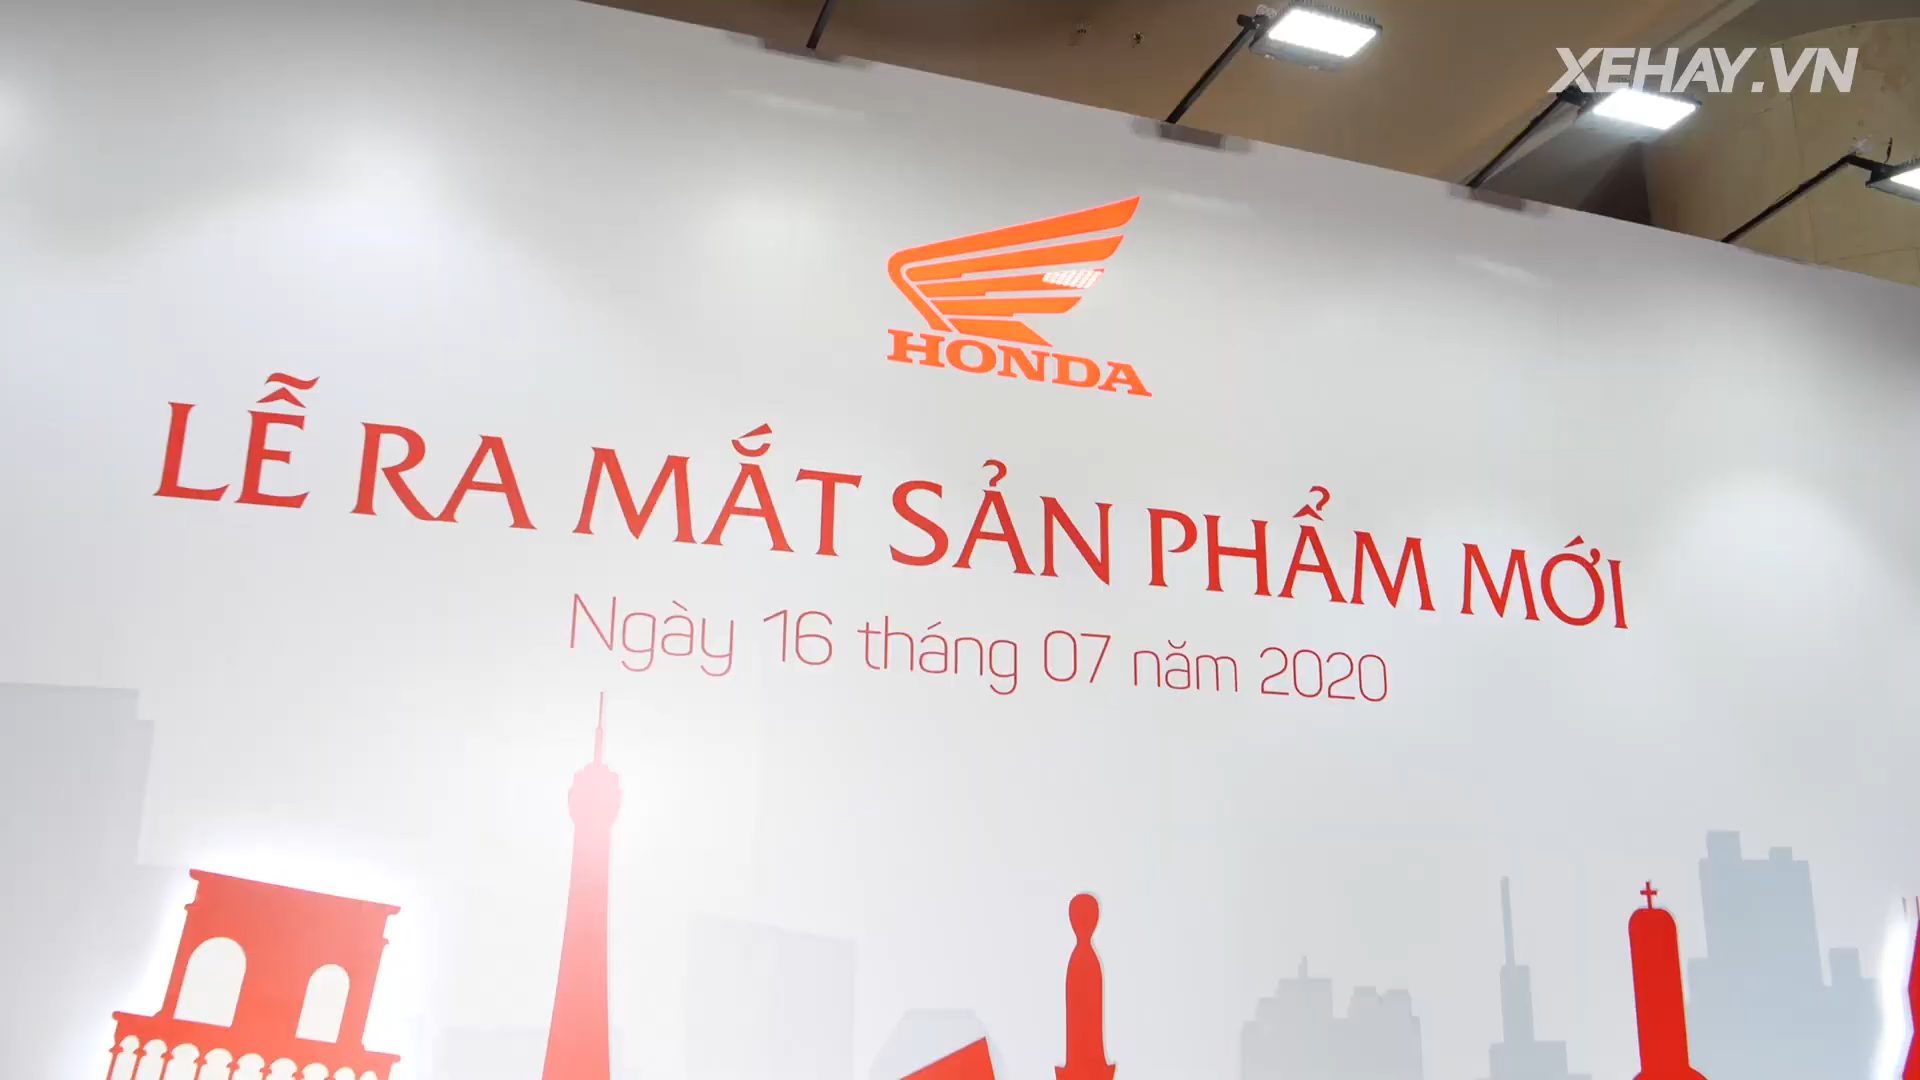 XEHAY.VN
HONDA
LỄ RA MẮT SẢN PHẨM MỚI
Ngày 16 tháng 07 năm 2020